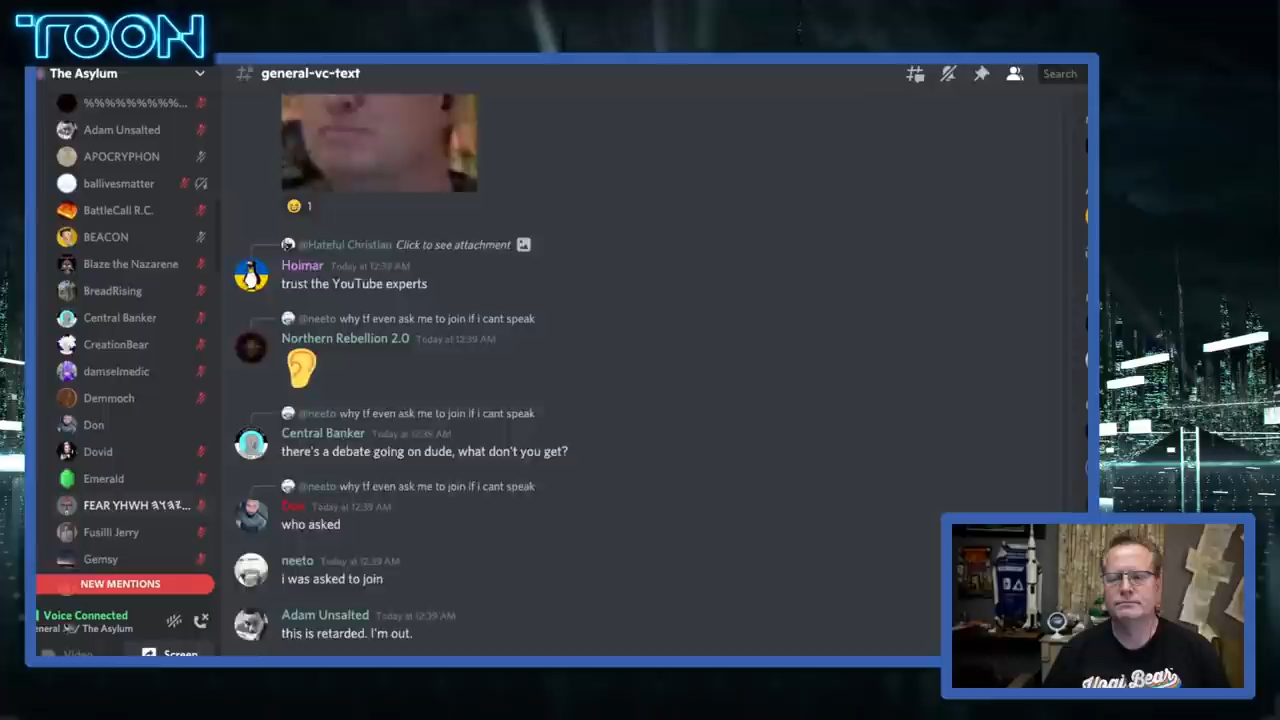 TOON
The Asylum
%%%%%%%%%...
Adam Unsalted
APOCRYPHON
ballivesmatter
BattleCall R.C.
BEACON
Blaze the Nazarene
BreadRising
Central Banker
CreationBear
damselmedic
Demmoch
Don
Dovid
Emerald
FEAR YHWH
Fusilli Jerry
Gemsy
NEW MENTIONS
Voice Connected
eneral / The Asylum
Video
Screen
general-vc-text
Search
1
@Hateful Christian Click to see attachment
Hoimar Today at 12:39 AM
trust the YouTube experts
@neeto why tf even ask me to join if i cant speak
Northern Rebellion 2.0 Today at 12:39 AM
@neeto why tf even ask me to join if i cant speak
Central Banker Today at 12:39 AM
there's a debate going on dude, what don't you get?
@neeto why tf even ask me to join if i cant speak
Don Today at 12:39 AM
who asked
neeto Today at 12:39 AM
i was asked to join
Adam Unsalted Today at 12:39 AM
this is retarded. I'm out.
Yogi Bear